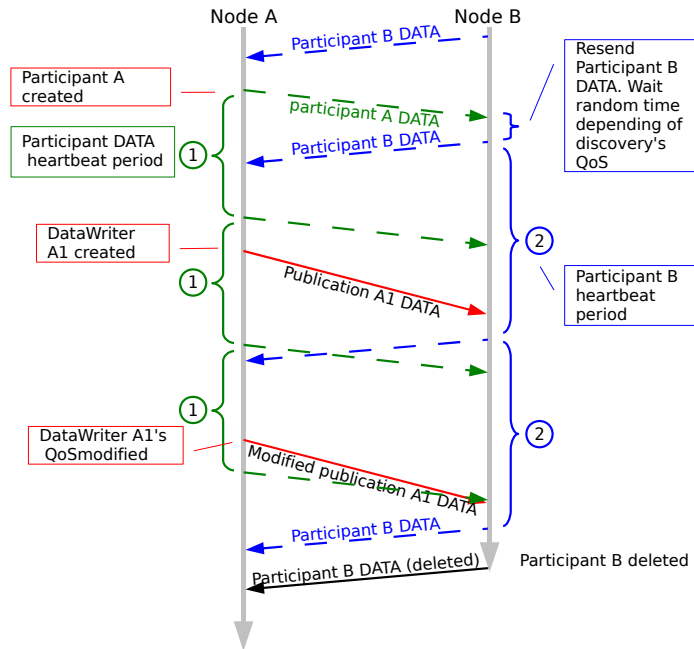 Node A
Node B
Participant B DATA
Resend
Participant B
DATA. Wait
random time
depending of
discovery's
QoS
Participant A
created
participant A DATA
Participant B DATA
Participant DATA
heartbeat period
1
DataWriter
A1 created
2
Publication A1 DATA
1
Participant B
heartbeat
period
1
DataWriter A1's
QoSmodified
2
Modified publication A1 DATA
Participant B DATA
Participant B deleted
Participant B DATA (deleted)